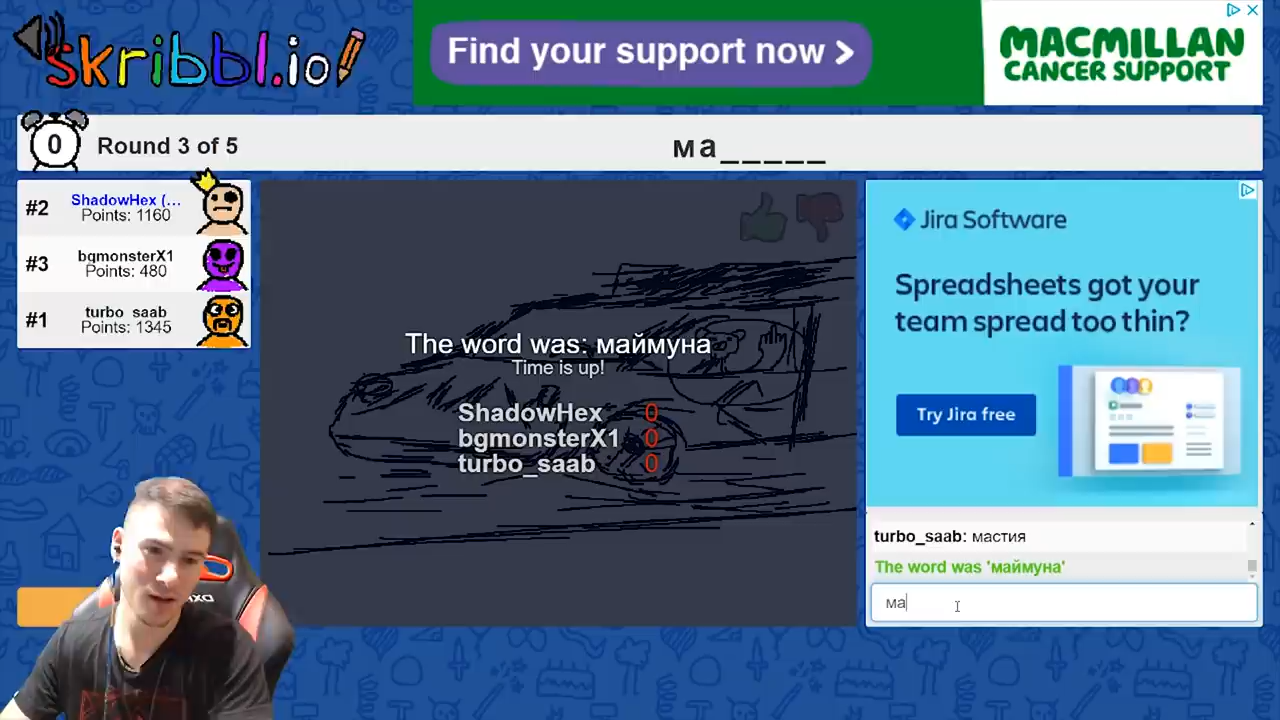 skribbl.io
Find your support now >
MACMILLAN
CANCER SUPPORT
0
Round 3 of 5
ма_____
#2
ShadowHex (...
Points: 1160
#3
bgmonsterX1
Points: 480
#1
turbo_saab
Points: 1345
The word was: маймуна
Time is up!
ShadowHex 0
bgmonsterX1 0
turbo_saab 0
Jira Software
Spreadsheets got your
team spread too thin?
Try Jira free
turbo_saab: мастия
The word was 'маймуна'
ма